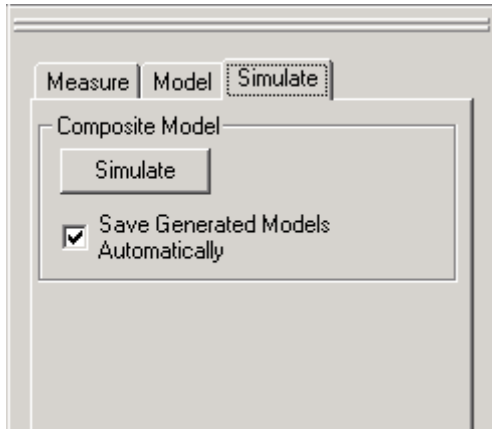 Measure Model Simulate
Composite Model
Simulate
Save Generated Models
Automatically